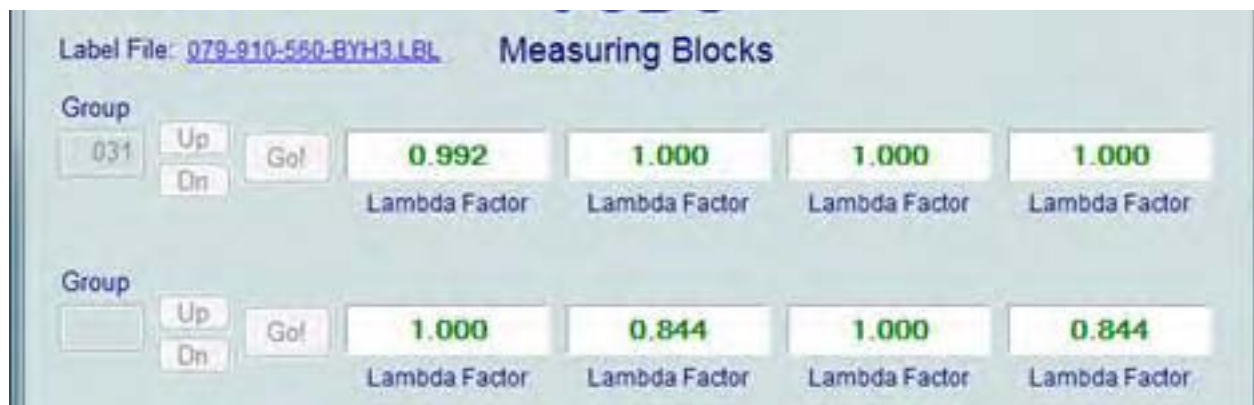 Label File: 079-910-560-BYH3.LBL
Measuring Blocks
Group
031
Up
Dn
Go!
0.992 1.000 1.000 1.000
Lambda Factor Lambda Factor Lambda Factor Lambda Factor
Group
Up
Dn
Go!
1.000 0.844 1.000 0.844
Lambda Factor Lambda Factor Lambda Factor Lambda Factor